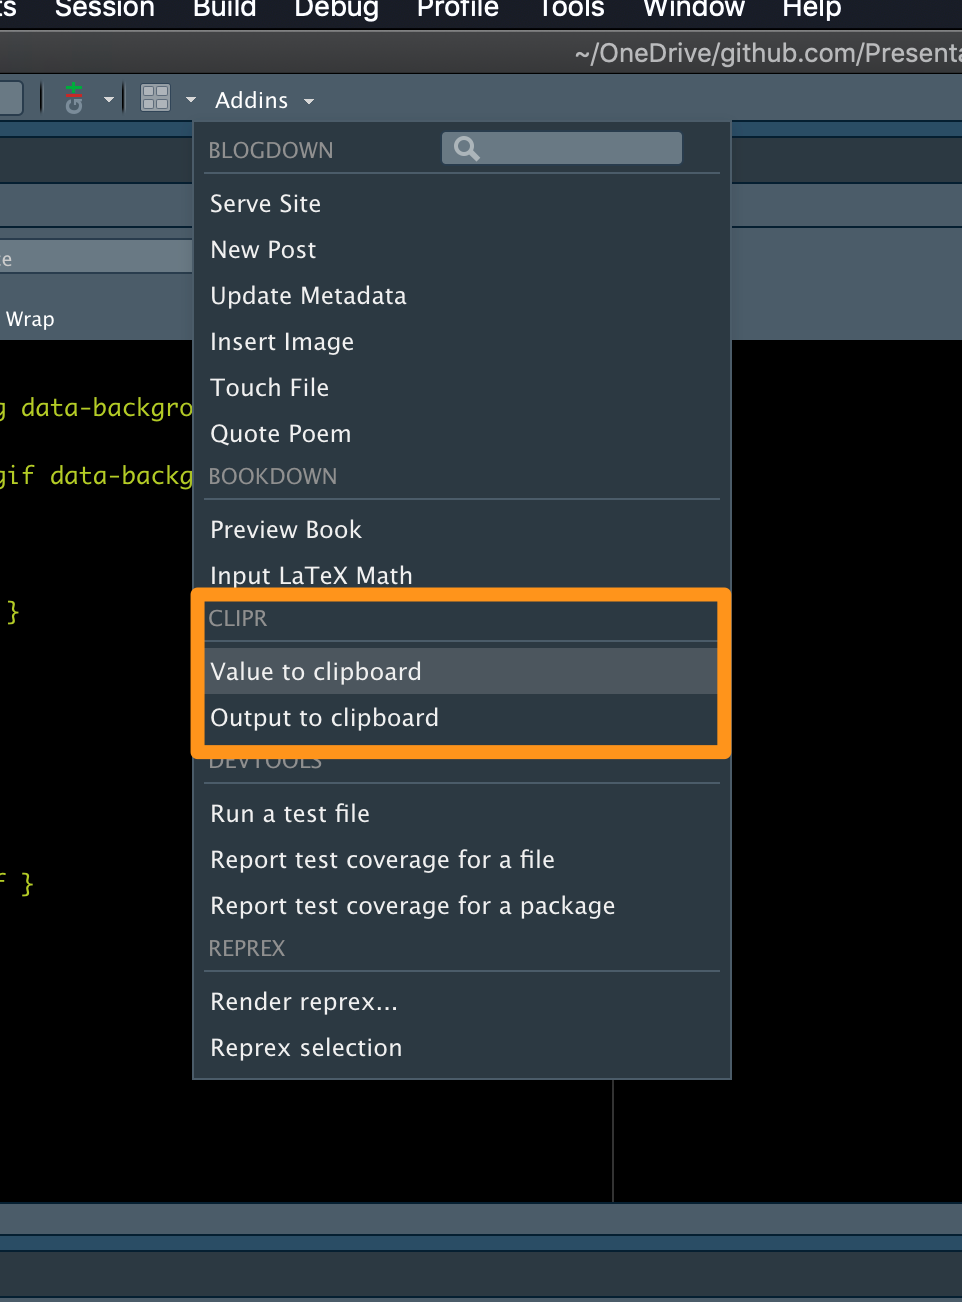 ts Session Build Debug Profile Tools Window Help
~/OneDrive/github.com/Presenta
Addins
BLOGDOWN
Serve Site
New Post
e
Update Metadata
Wrap
Insert Image
Touch File
g data-backgro
Quote Poem
gif data-backg
BOOKDOWN
Preview Book
Input LaTeX Math
}
CLIPR
Value to clipboard
Output to clipboard
DEVTOOLS
Run a test file
Report test coverage for a file
f }
Report test coverage for a package
REPREX
Render reprex...
Reprex selection